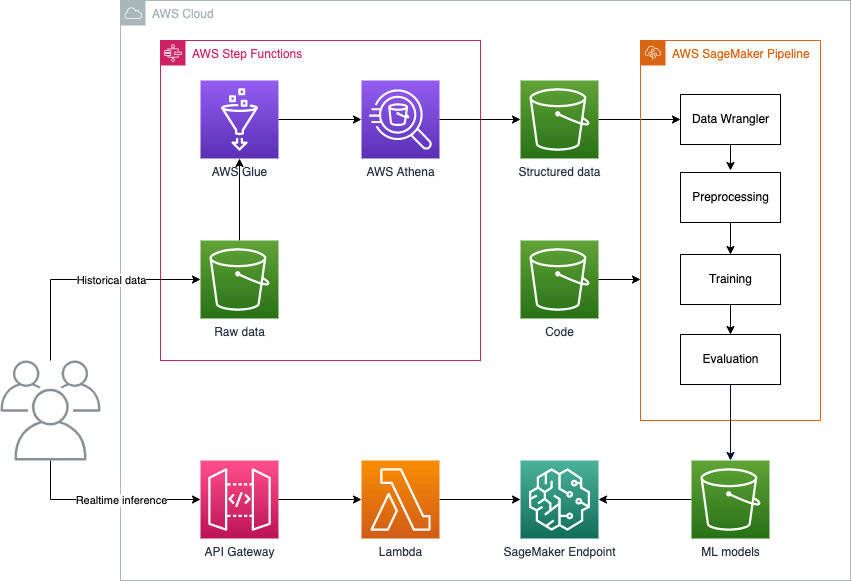 AWS Cloud
AWS Step Functions
AWS SageMaker Pipeline
Data Wrangler
AWS Glue
AWS Athena
Structured data
Preprocessing
Historical data
Training
Raw data
Code
Evaluation
Realtime inference
</>
API Gateway
Lambda
SageMaker Endpoint
ML models